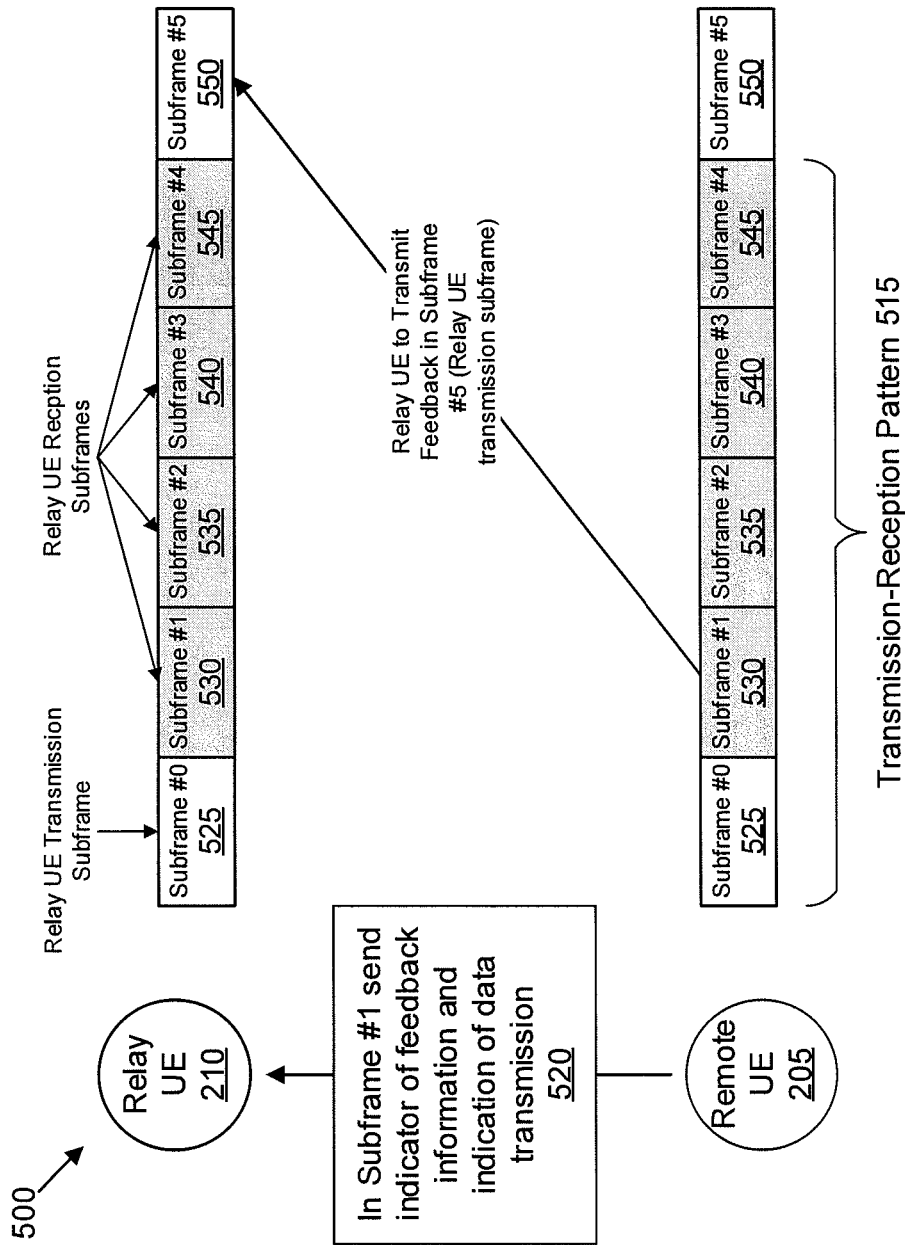 500
Relay
UE
210
In Subframe #1 send
indicator of feedback
information and
indication of data
transmission
520
Remote
UE
205
Relay UE Transmission
Subframe
Relay UE Recption
Subframes
Subframe #0
525
Subframe #1
530
Subframe #2
535
Subframe #3
540
Subframe #4
545
Subframe #5
550
Relay UE to Transmit
Feedback in Subframe
#5 (Relay UE
transmission subframe)
Subframe #0
525
Subframe #1
530
Subframe #2
535
Subframe #3
540
Subframe #4
545
Subframe #5
550
Transmission-Reception Pattern 515